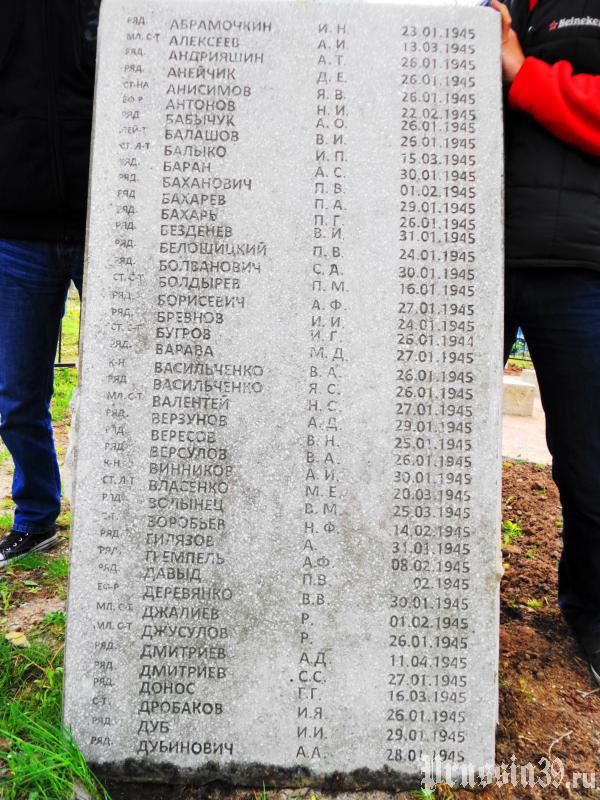 РЯД. АБРАМОЧКИН И. Н. 23.01.1945
МЛ. С-Т АЛЕКСЕЕВ А. И. 13.03.1945
РЯД. АНДРИЯШИН А. Т. 26.01.1945
РЯД. АНЕЙЧИК Д. Е. 26.01.1945
СТ-НА АНИСИМОВ Я. В. 26.01.1945
ЕФ-Р АНТОНОВ Н. И. 22.02.1945
РЯД. БАБЫЧУК А. О. 26.01.1945
ЛЕЙ-Т БАЛАШОВ В. И. 26.01.1945
СТ. Л-Т БАЛЫКО И. П. 15.03.1945
РЯД. БАРАН А. С. 30.01.1945
РЯД. БАХАНОВИЧ П. В. 01.02.1945
РЯД. БАХАРЕВ П. А. 29.01.1945
РЯД. БАХАРЬ П. Г. 26.01.1945
РЯД. БЕЗДЕНЕВ В. И. 31.01.1945
РЯД. БЕЛОШИЦКИЙ П. В. 24.01.1945
РЯД. БОЛВАНОВИЧ С. А. 30.01.1945
СТ. С-Т БОЛДЫРЕВ П. М. 16.01.1945
РЯД. БОРИСЕВИЧ А. Ф. 27.01.1945
РЯД. БРЕВНОВ И. И. 24.01.1945
СТ. С-Т БУГРОВ И. Г. 26.01.1944
РЯД. ВАРАВА М. Д. 27.01.1945
К-Н ВАСИЛЬЧЕНКО В. А. 26.01.1945
РЯД ВАСИЛЬЧЕНКО Я. С. 26.01.1945
МЛ. С-Т ВАЛЕНТЕЙ Н. С. 27.01.1945
РЯД. ВЕРЗУНОВ А. Д. 29.01.1945
РЯД. ВЕРЕСОВ В. Н. 25.01.1945
РЯД. ВЕРСУЛОВ В. А. 26.01.1945
К-Н ВИННИКОВ А. И. 30.01.1945
СТ. Л-Т ВЛАСЕНКО М. Е. 20.03.1945
РЯД. ВОЛЫНЕЦ В. М. 25.03.1945
С-Т ВОРОБЬЕВ Н. Ф. 14.02.1945
РЯД. ГИЛЯЗОВ А. 31.01.1945
РЯД. ГРЕМПЕЛЬ А.Ф. 08.02.1945
РЯД. ДАВЫД П.В. 02.1945
ЕФ-Р ДЕРЕВЯНКО В.В. 30.01.1945
МЛ. С-Т ДЖАЛИЕВ Р. 01.02.1945
МЛ. С-Т ДЖУСУЛОВ Р. 26.01.1945
РЯД. ДМИТРИЕВ А.Д. 11.04.1945
РЯД. ДМИТРИЕВ С.С. 27.01.1945
РЯД. ДОНОС Г.Г. 16.03.1945
С-Т ДРОБАКОВ И.Я. 26.01.1945
РЯД. ДУБ И.И. 29.01.1945
РЯД. ДУБИНОВИЧ А.А. 28.01.1945
Heineken
Prussia39.ru